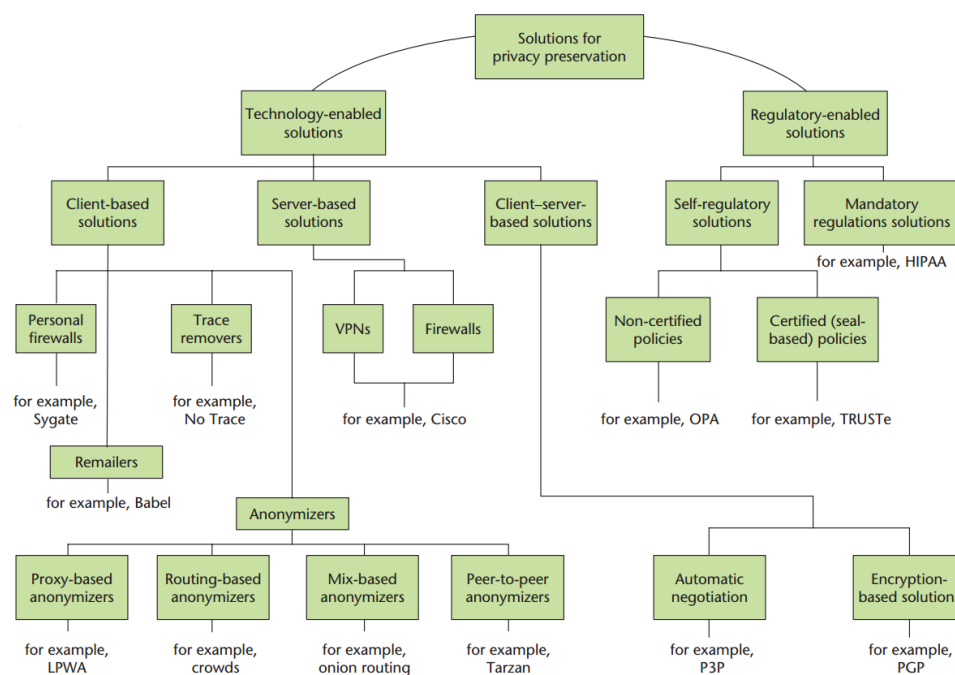 Solutions for
privacy preservation
Technology-enabled
solutions
Regulatory-enabled
solutions
Client-based
solutions
Server-based
solutions
Client–server-
based solutions
Self-regulatory
solutions
Mandatory
regulations solutions
for example, HIPAA
Personal
firewalls
Trace
removers
VPNs
Firewalls
Non-certified
policies
Certified (seal-
based) policies
for example,
Sygate
for example,
No Trace
for example, Cisco
for example, OPA
for example, TRUSTe
Remailers
for example, Babel
Anonymizers
Proxy-based
anonymizers
Routing-based
anonymizers
Mix-based
anonymizers
Peer-to-peer
anonymizers
Automatic
negotiation
Encryption-
based solution
for example,
LPWA
for example,
crowds
for example,
onion routing
for example,
Tarzan
for example,
P3P
for example,
PGP